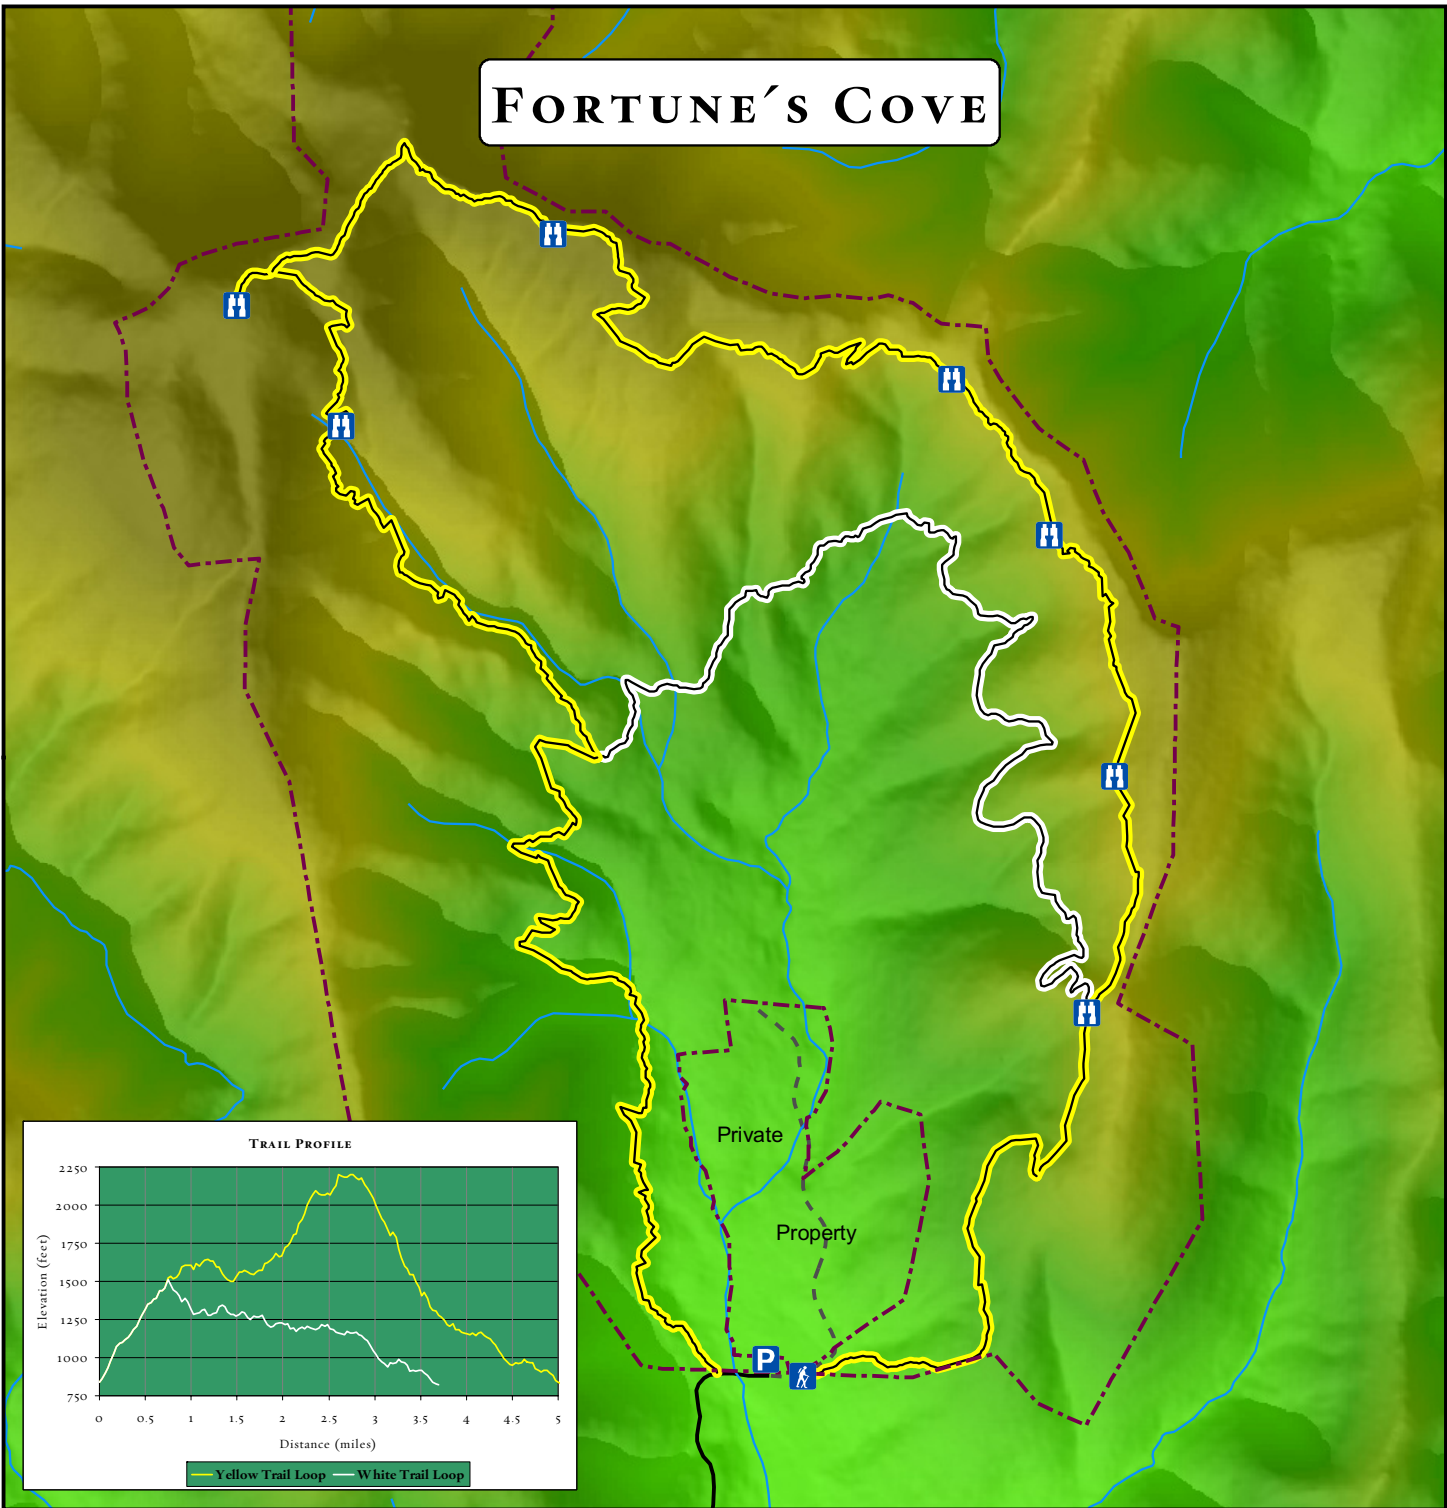 Fortune´s Cove
P
Private
Property
Trail Profile
Elevation (feet)
2250
2000
1750
1500
1250
1000
750
0 0.5 1 1.5 2 2.5 3 3.5 4 4.5 5
Distance (miles)
Yellow Trail Loop White Trail Loop